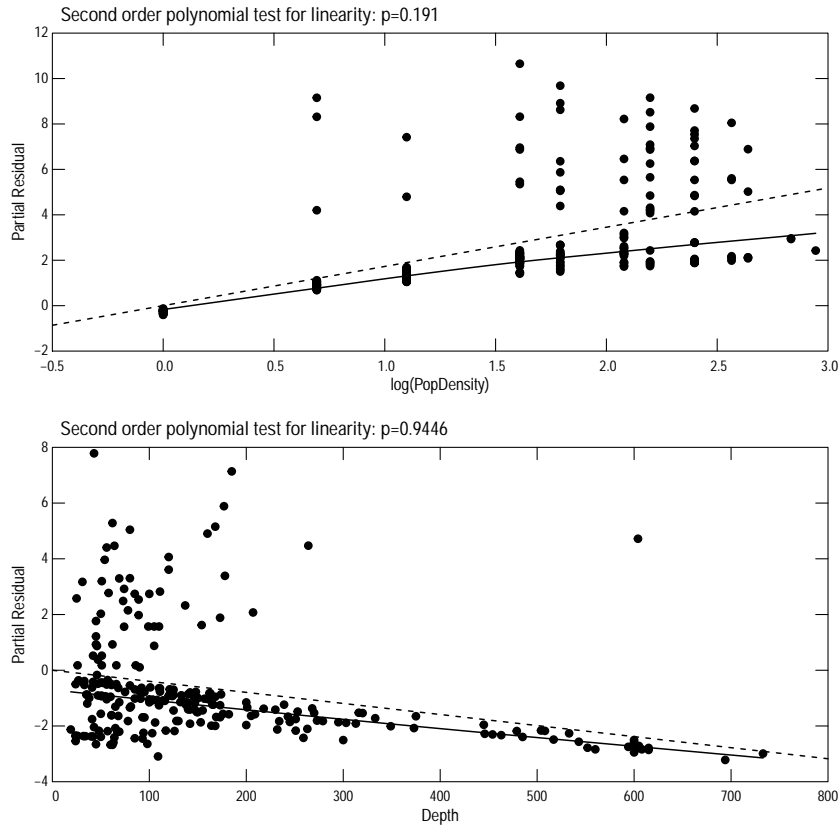 Second order polynomial test for linearity: p=0.191
12
10
8
6
4
2
0
−2
Partial Residual
−0.5 0.0 0.5 1.0 1.5 2.0 2.5 3.0
log(PopDensity)
Second order polynomial test for linearity: p=0.9446
8
6
4
2
0
−2
−4
Partial Residual
0 100 200 300 400 500 600 700 800
Depth